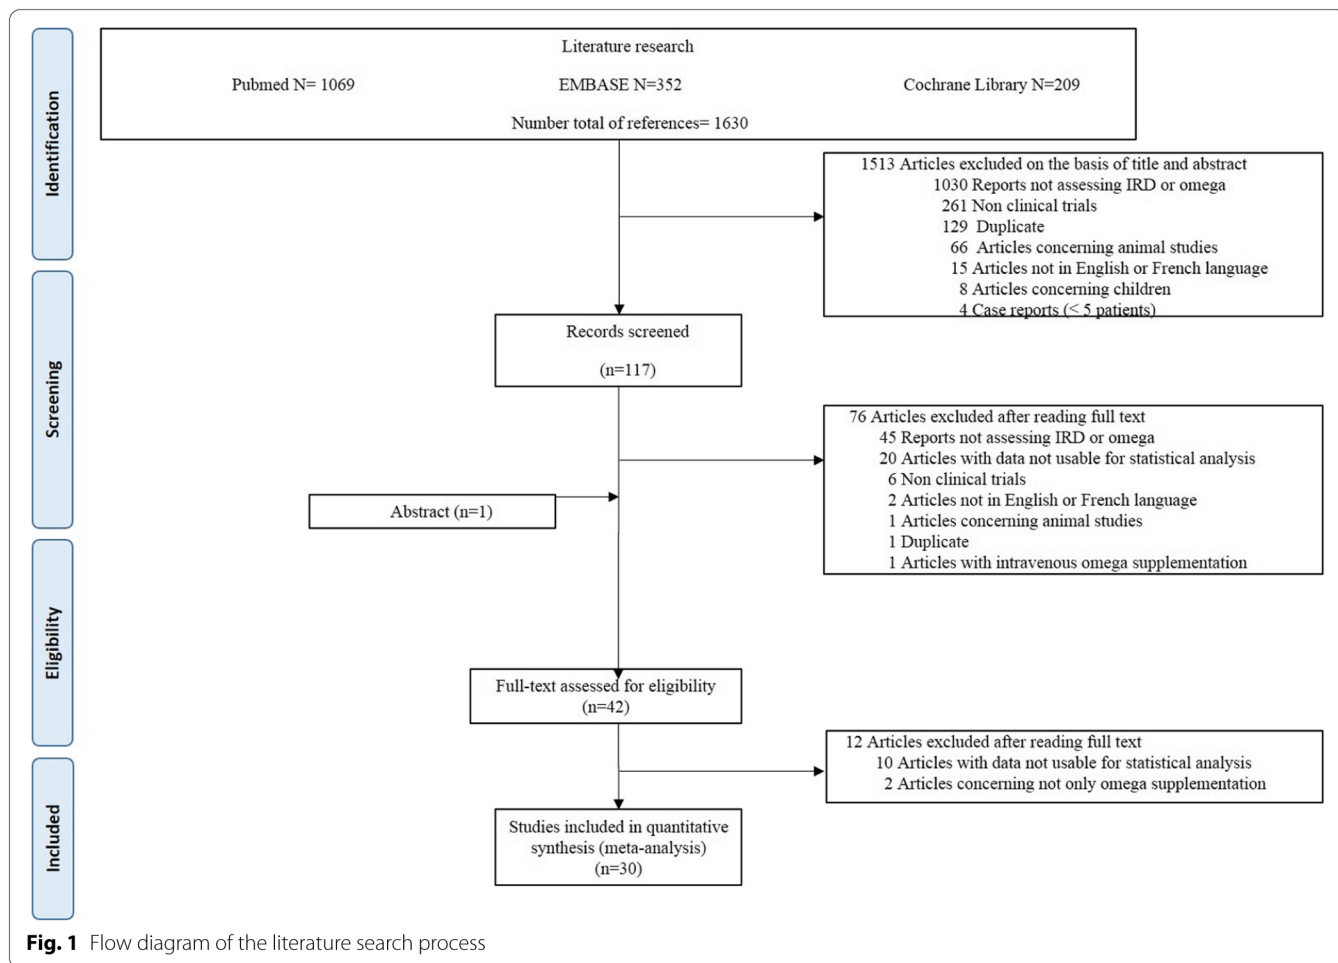 Identification
Literature research
Pubmed N= 1069 EMBASE N=352 Cochrane Library N=209
Number total of references= 1630
1513 Articles excluded on the basis of title and abstract
1030 Reports not assessing IRD or omega
261 Non clinical trials
129 Duplicate
66 Articles concerning animal studies
15 Articles not in English or French language
8 Articles concerning children
4 Case reports (< 5 patients)
Screening
Records screened
(n=117)
76 Articles excluded after reading full text
45 Reports not assessing IRD or omega
20 Articles with data not usable for statistical analysis
6 Non clinical trials
2 Articles not in English or French language
1 Articles concerning animal studies
1 Duplicate
1 Articles with intravenous omega supplementation
Abstract (n=1)
Eligibility
Full-text assessed for eligibility
(n=42)
12 Articles excluded after reading full text
10 Articles with data not usable for statistical analysis
2 Articles concerning not only omega supplementation
Included
Studies included in quantitative
synthesis (meta-analysis)
(n=30)
Fig. 1 Flow diagram of the literature search process